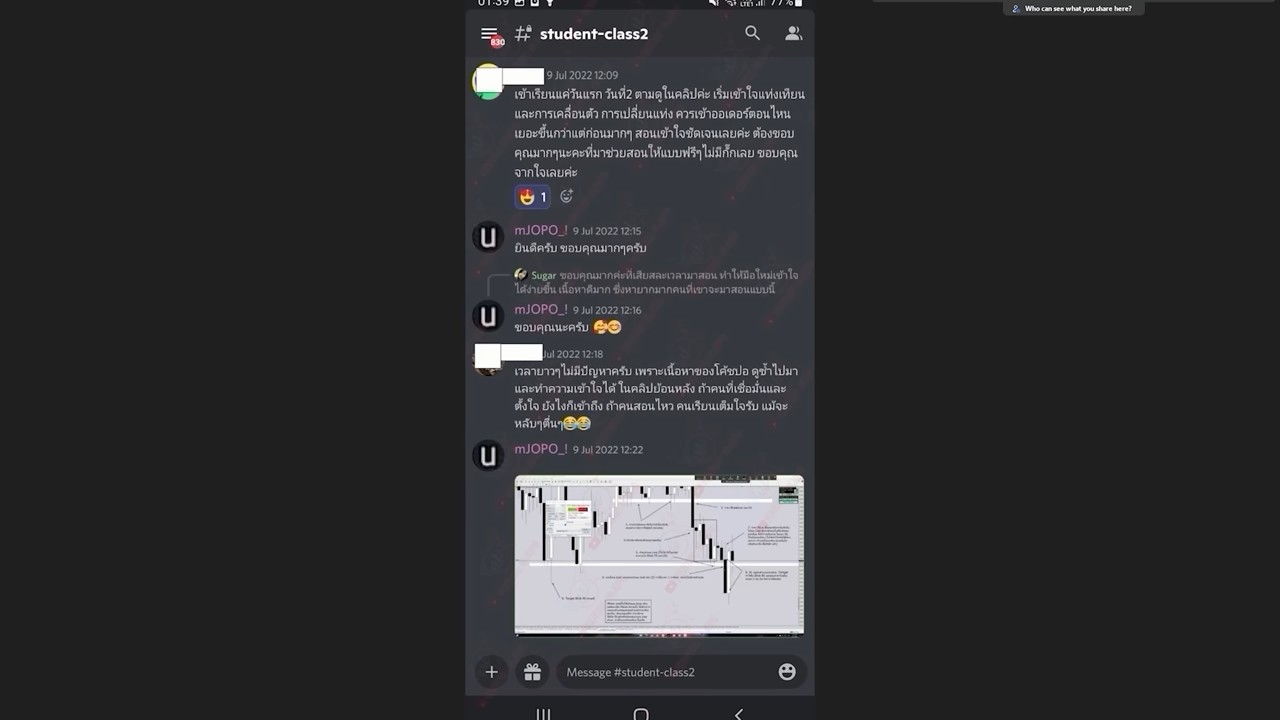 01:39
77%
Who can see what you share here?
830
student-class2
9 Jul 2022 12:09
เข้าเรียนแค่วันแรก วันที่2 ตามดูในคลิปค่ะ เริ่มเข้าใจแท่งเทียน
และการเคลื่อนตัว การเปลี่ยนแท่ง ควรเข้าออเดอร์ตอนไหน
เยอะขึ้นกว่าแต่ก่อนมากๆ สอนเข้าใจชัดเจนเลยค่ะ ต้องขอบ
คุณมากๆนะคะที่มาช่วยสอนให้แบบฟรีๆไม่มีกั๊กเลย ขอบคุณ
จากใจเลยค่ะ
1
mJOPO_! 9 Jul 2022 12:15
ยินดีครับ ขอบคุณมากๆครับ
Sugar ขอบคุณมากค่ะที่เสียสละเวลามาสอน ทำให้มือใหม่เข้าใจ
ได้ง่ายขึ้น เนื้อหาดีมาก ซึ่งหายากมากคนที่เขาจะมาสอนแบบนี้
mJOPO_! 9 Jul 2022 12:16
ขอบคุณนะครับ
Jul 2022 12:18
เวลายาวๆไม่มีปัญหาครับ เพราะเนื้อหาของโค้ชปอ ดูซ้ำไปมา
และทำความเข้าใจได้ ในคลิปย้อนหลัง ถ้าคนที่เชื่อมั่นและ
ตั้งใจ ยังไงก็เข้าถึง ถ้าคนสอนไหว คนเรียนเต็มใจรับ แม้จะ
หลับๆตื่นๆ
mJOPO_! 9 Jul 2022 12:22
Message #student-class2